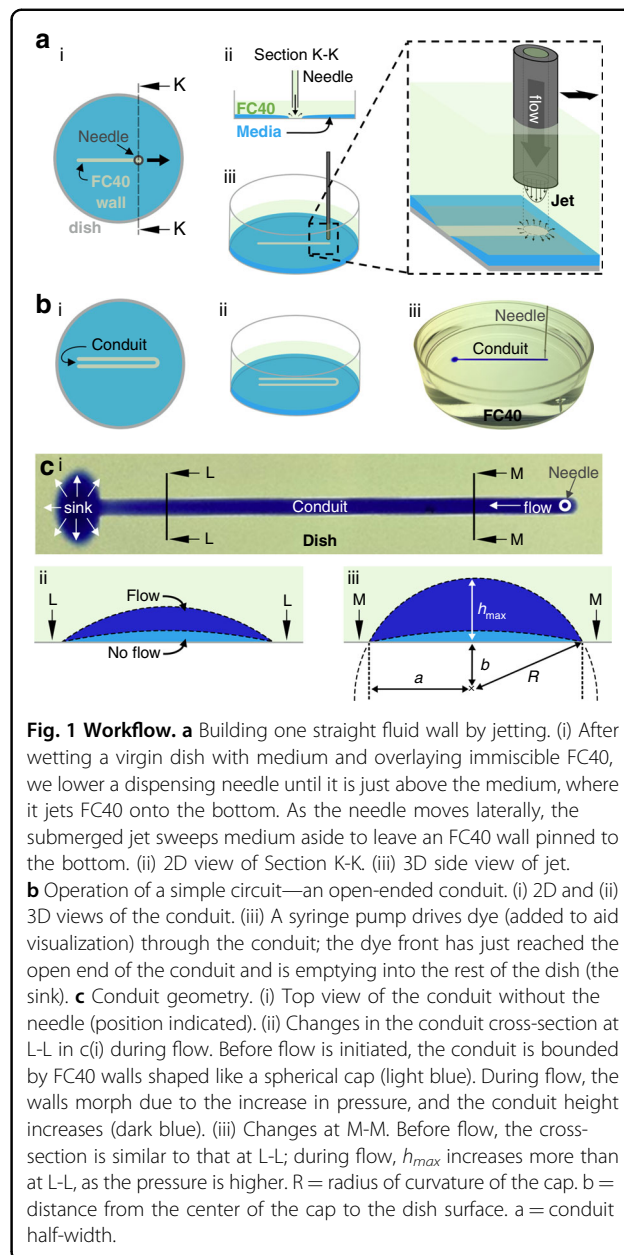 a
i
K
Needle
FC40
wall
dish
K
ii
Section K-K
Needle
FC40
Media
iii
flow
Jet
b
i
Conduit
ii
iii
Needle
Conduit
FC40
c i
L
M
Needle
sink
Conduit
flow
L
Dish
M
ii
L
Flow
L
No flow
iii
M
hmax
M
b
a
R
Fig. 1 Workflow. a Building one straight fluid wall by jetting. (i) After
wetting a virgin dish with medium and overlaying immiscible FC40,
we lower a dispensing needle until it is just above the medium, where
it jets FC40 onto the bottom. As the needle moves laterally, the
submerged jet sweeps medium aside to leave an FC40 wall pinned to
the bottom. (ii) 2D view of Section K-K. (iii) 3D side view of jet.
b Operation of a simple circuit—an open-ended conduit. (i) 2D and (ii)
3D views of the conduit. (iii) A syringe pump drives dye (added to aid
visualization) through the conduit; the dye front has just reached the
open end of the conduit and is emptying into the rest of the dish (the
sink). c Conduit geometry. (i) Top view of the conduit without the
needle (position indicated). (ii) Changes in the conduit cross-section at
L-L in c(i) during flow. Before flow is initiated, the conduit is bounded
by FC40 walls shaped like a spherical cap (light blue). During flow, the
walls morph due to the increase in pressure, and the conduit height
increases (dark blue). (iii) Changes at M-M. Before flow, the cross-
section is similar to that at L-L; during flow, hmax increases more than
at L-L, as the pressure is higher. R = radius of curvature of the cap. b =
distance from the center of the cap to the dish surface. a = conduit
half-width.